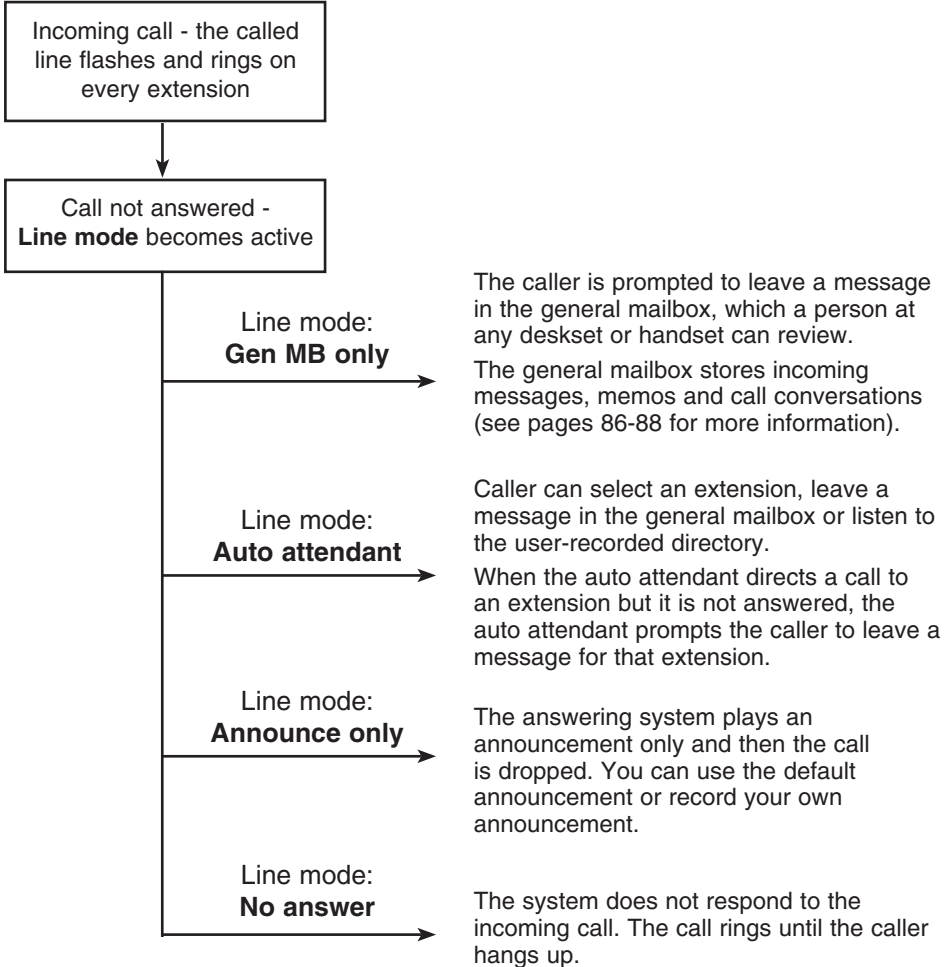 Incoming call - the called
line flashes and rings on
every extension
Call not answered -
Line mode becomes active
Line mode:
Gen MB only
The caller is prompted to leave a message
in the general mailbox, which a person at
any deskset or handset can review.
The general mailbox stores incoming
messages, memos and call conversations
(see pages 86-88 for more information).
Line mode:
Auto attendant
Caller can select an extension, leave a
message in the general mailbox or listen to
the user-recorded directory.
When the auto attendant directs a call to
an extension but it is not answered, the
auto attendant prompts the caller to leave a
message for that extension.
Line mode:
Announce only
The answering system plays an
announcement only and then the call
is dropped. You can use the default
announcement or record your own
announcement.
Line mode:
No answer
The system does not respond to the
incoming call. The call rings until the caller
hangs up.